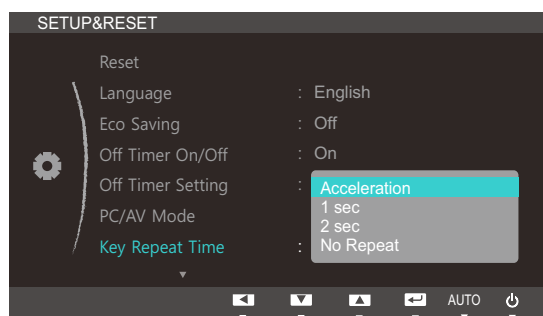 SETUP&RESET
Reset
Language : English
Eco Saving : Off
Off Timer On/Off : On
Off Timer Setting :
Acceleration
1 sec
PC/AV Mode
2 sec
Key Repeat Time : No Repeat
AUTO